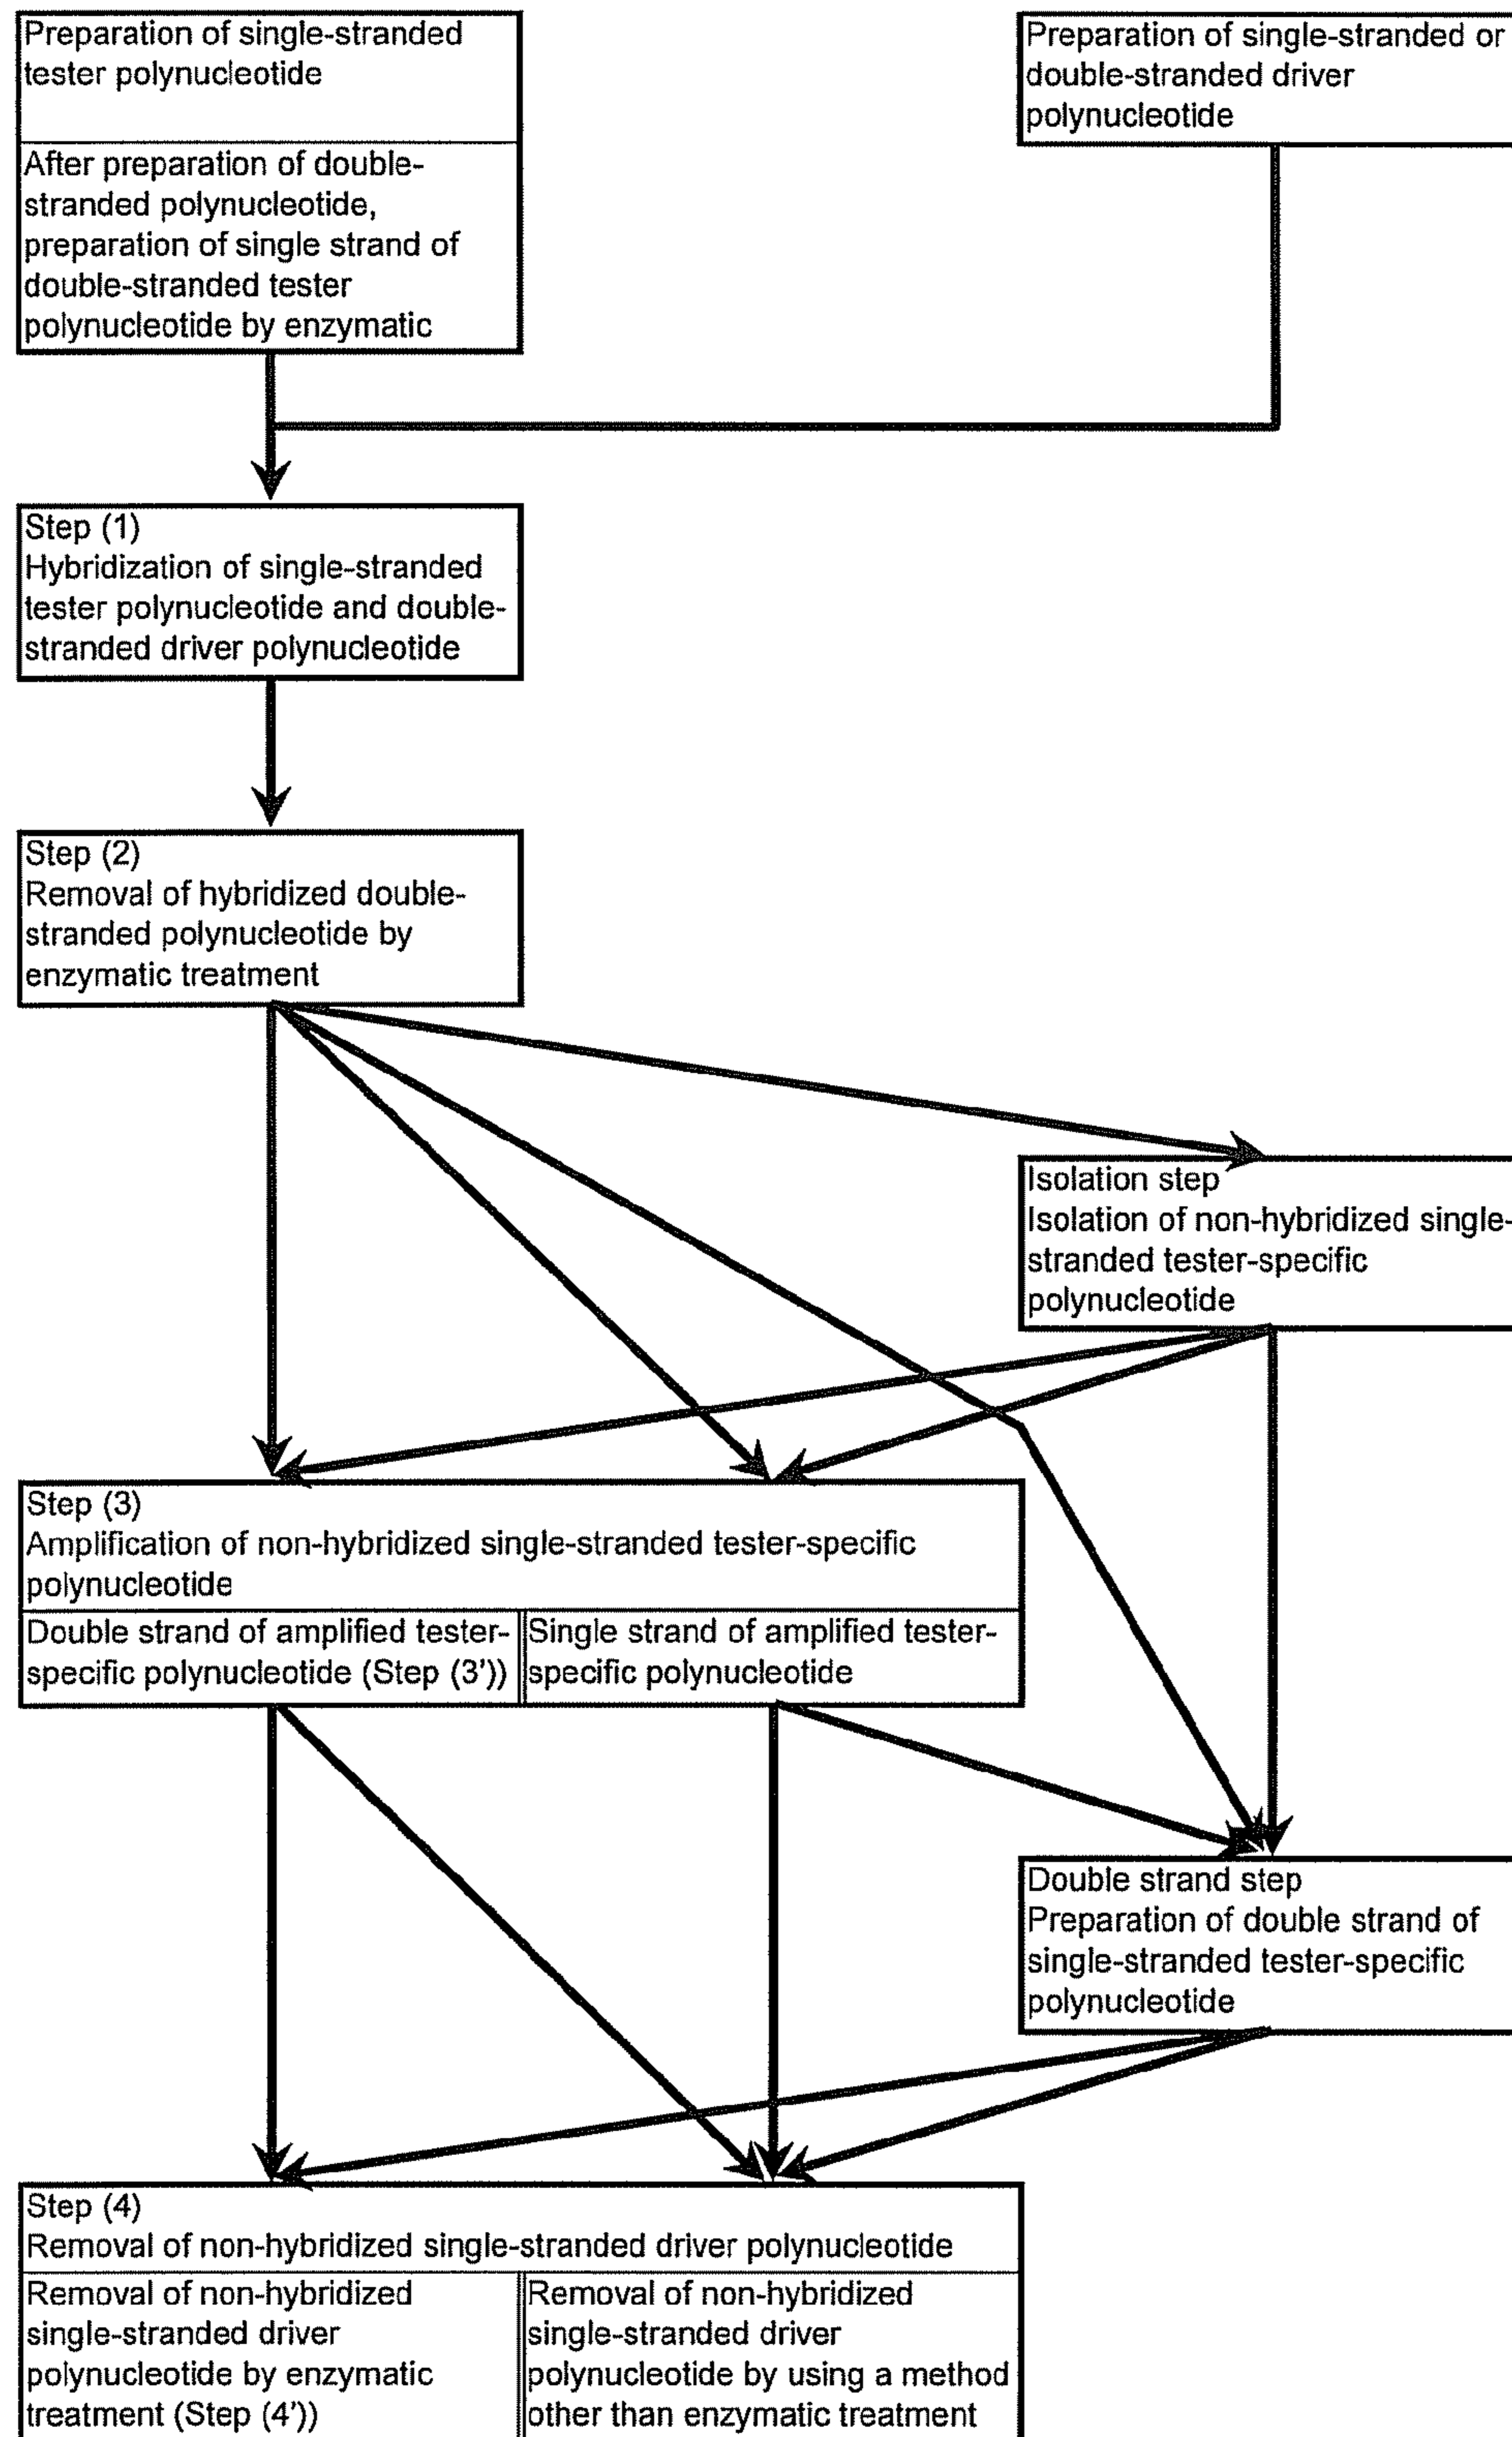 Preparation of single-stranded
tester polynucleotide
After preparation of double-
stranded polynucleotide,
preparation of single strand of
double-stranded tester
polynucleotide by enzymatic
Preparation of single-stranded or
double-stranded driver
polynucleotide
Step (1)
Hybridization of single-stranded
tester polynucleotide and double-
stranded driver polynucleotide
Step (2)
Removal of hybridized double-
stranded polynucleotide by
enzymatic treatment
Isolation step
Isolation of non-hybridized single-
stranded tester-specific
polynucleotide
Step (3)
Amplification of non-hybridized single-stranded tester-specific
polynucleotide
Double strand of amplified tester-
specific polynucleotide (Step (3'))
Single strand of amplified tester-
specific polynucleotide
Double strand step
Preparation of double strand of
single-stranded tester-specific
polynucleotide
Step (4)
Removal of non-hybridized single-stranded driver polynucleotide
Removal of non-hybridized
single-stranded driver
polynucleotide by enzymatic
treatment (Step (4'))
Removal of non-hybridized
single-stranded driver
polynucleotide by using a method
other than enzymatic treatment